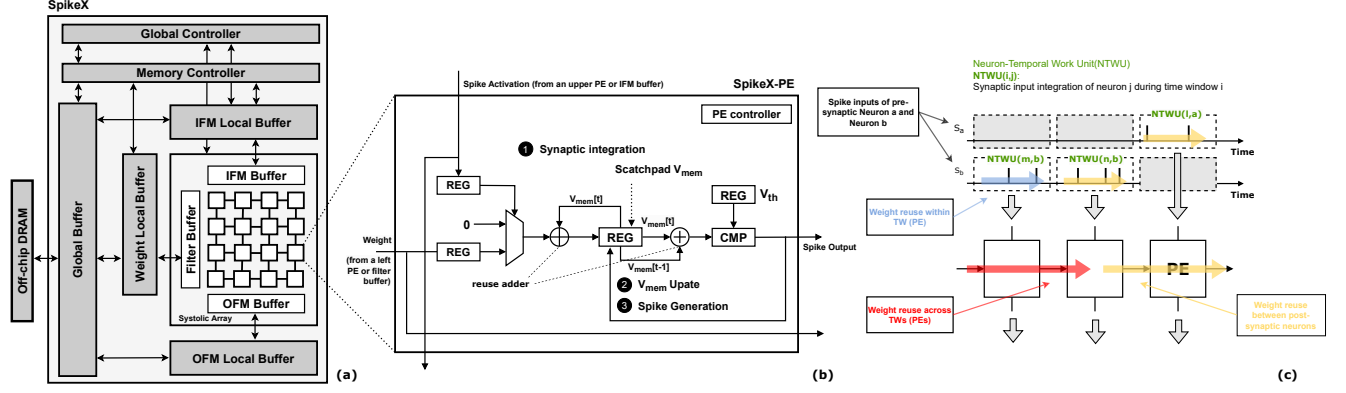 SpikeX
Global Controller
Memory Controller
IFM Local Buffer
IFM Buffer
Off-chip DRAM
Global Buffer
Weight Local Buffer
Filter Buffer
OFM Buffer
Systolic Array
OFM Local Buffer
(a)
Spike Activation (from an upper PE or IFM buffer)
SpikeX-PE
PE controller
1 Synaptic integration
Scatchpad Vmem
REG
REG
Vth
Vmem[t]
0
Vmem[t]
Weight
(from a left
PE or filter
buffer)
REG
REG
CMP
Spike Output
Vmem[t-1]
reuse adder
2 Vmem Upate
3 Spike Generation
(b)
Neuron-Temporal Work Unit(NTWU)
NTWU(i,j):
Synaptic input integration of neuron j during time window i
Spike inputs of pre-
synaptic Neuron a and
Neuron b
NTWU(l,a)
Sa
Time
NTWU(m,b)
NTWU(n,b)
Sb
Time
Weight reuse within
TW (PE)
PE
Weight reuse across
TWs (PEs)
Weight reuse
between post-
synaptic neurons
(c)